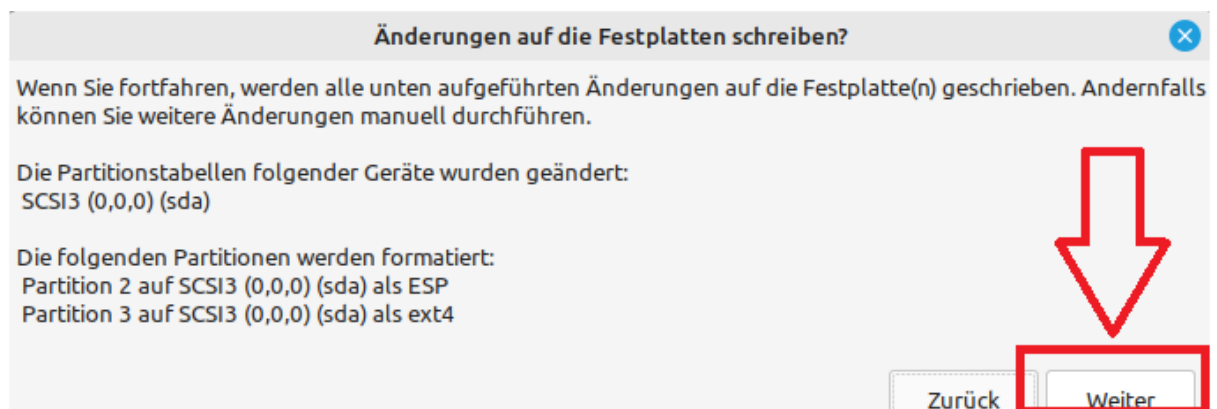 Änderungen auf die Festplatten schreiben?
Wenn Sie fortfahren, werden alle unten aufgeführten Änderungen auf die Festplatte(n) geschrieben. Andernfalls
können Sie weitere Änderungen manuell durchführen.
Die Partitionstabellen folgender Geräte wurden geändert:
SCSI3 (0,0,0) (sda)
Die folgenden Partitionen werden formatiert:
Partition 2 auf SCSI3 (0,0,0) (sda) als ESP
Partition 3 auf SCSI3 (0,0,0) (sda) als ext4
Zurück Weiter